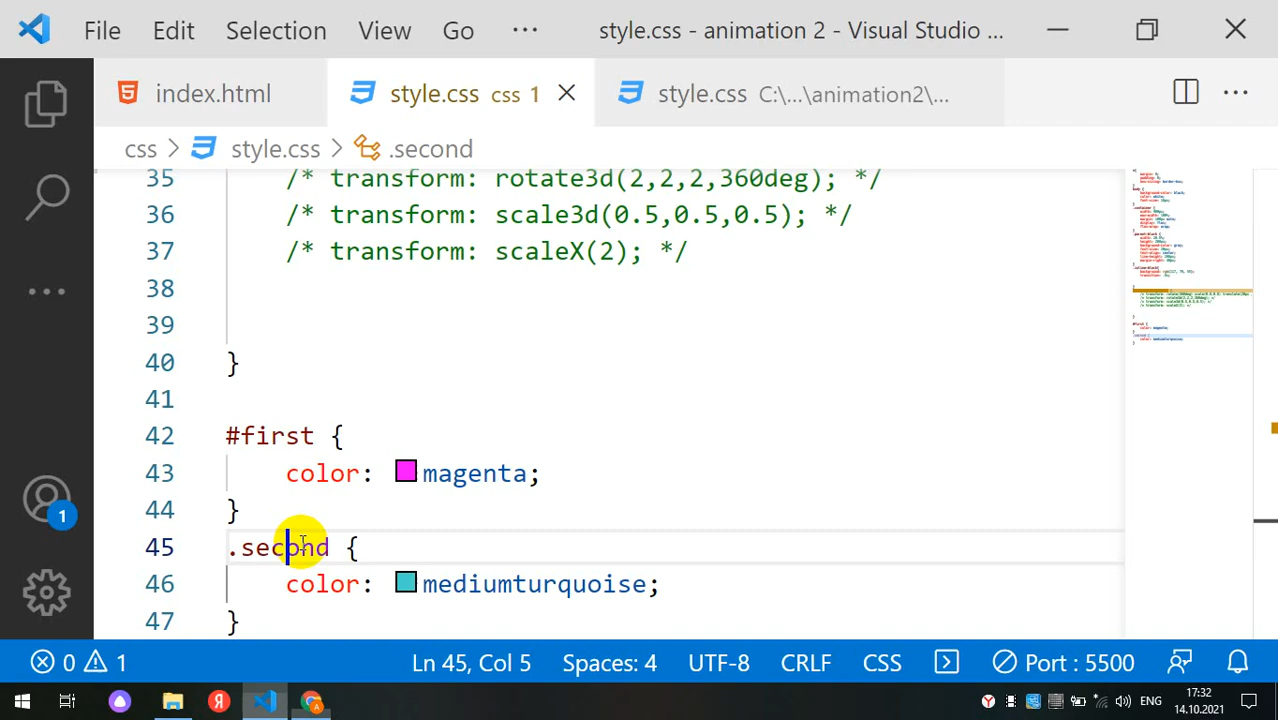 File Edit Selection View Go ··· style.css - animation 2 - Visual Studio ...
index.html style.css css 1 style.css C:\...\animation2\...
css > style.css > .second
35 /* transform: rotate3d(2,2,2,360deg); */
36 /* transform: scale3d(0.5,0.5,0.5); */
37 /* transform: scaleX(2); */
38
39
40 }
41
42 #first {
43 color: magenta;
44 }
45 .second {
46 color: mediumturquoise;
47 }
1
0 1 Ln 45, Col 5 Spaces: 4 UTF-8 CRLF CSS Port : 5500
ENG 17:32
14.10.2021